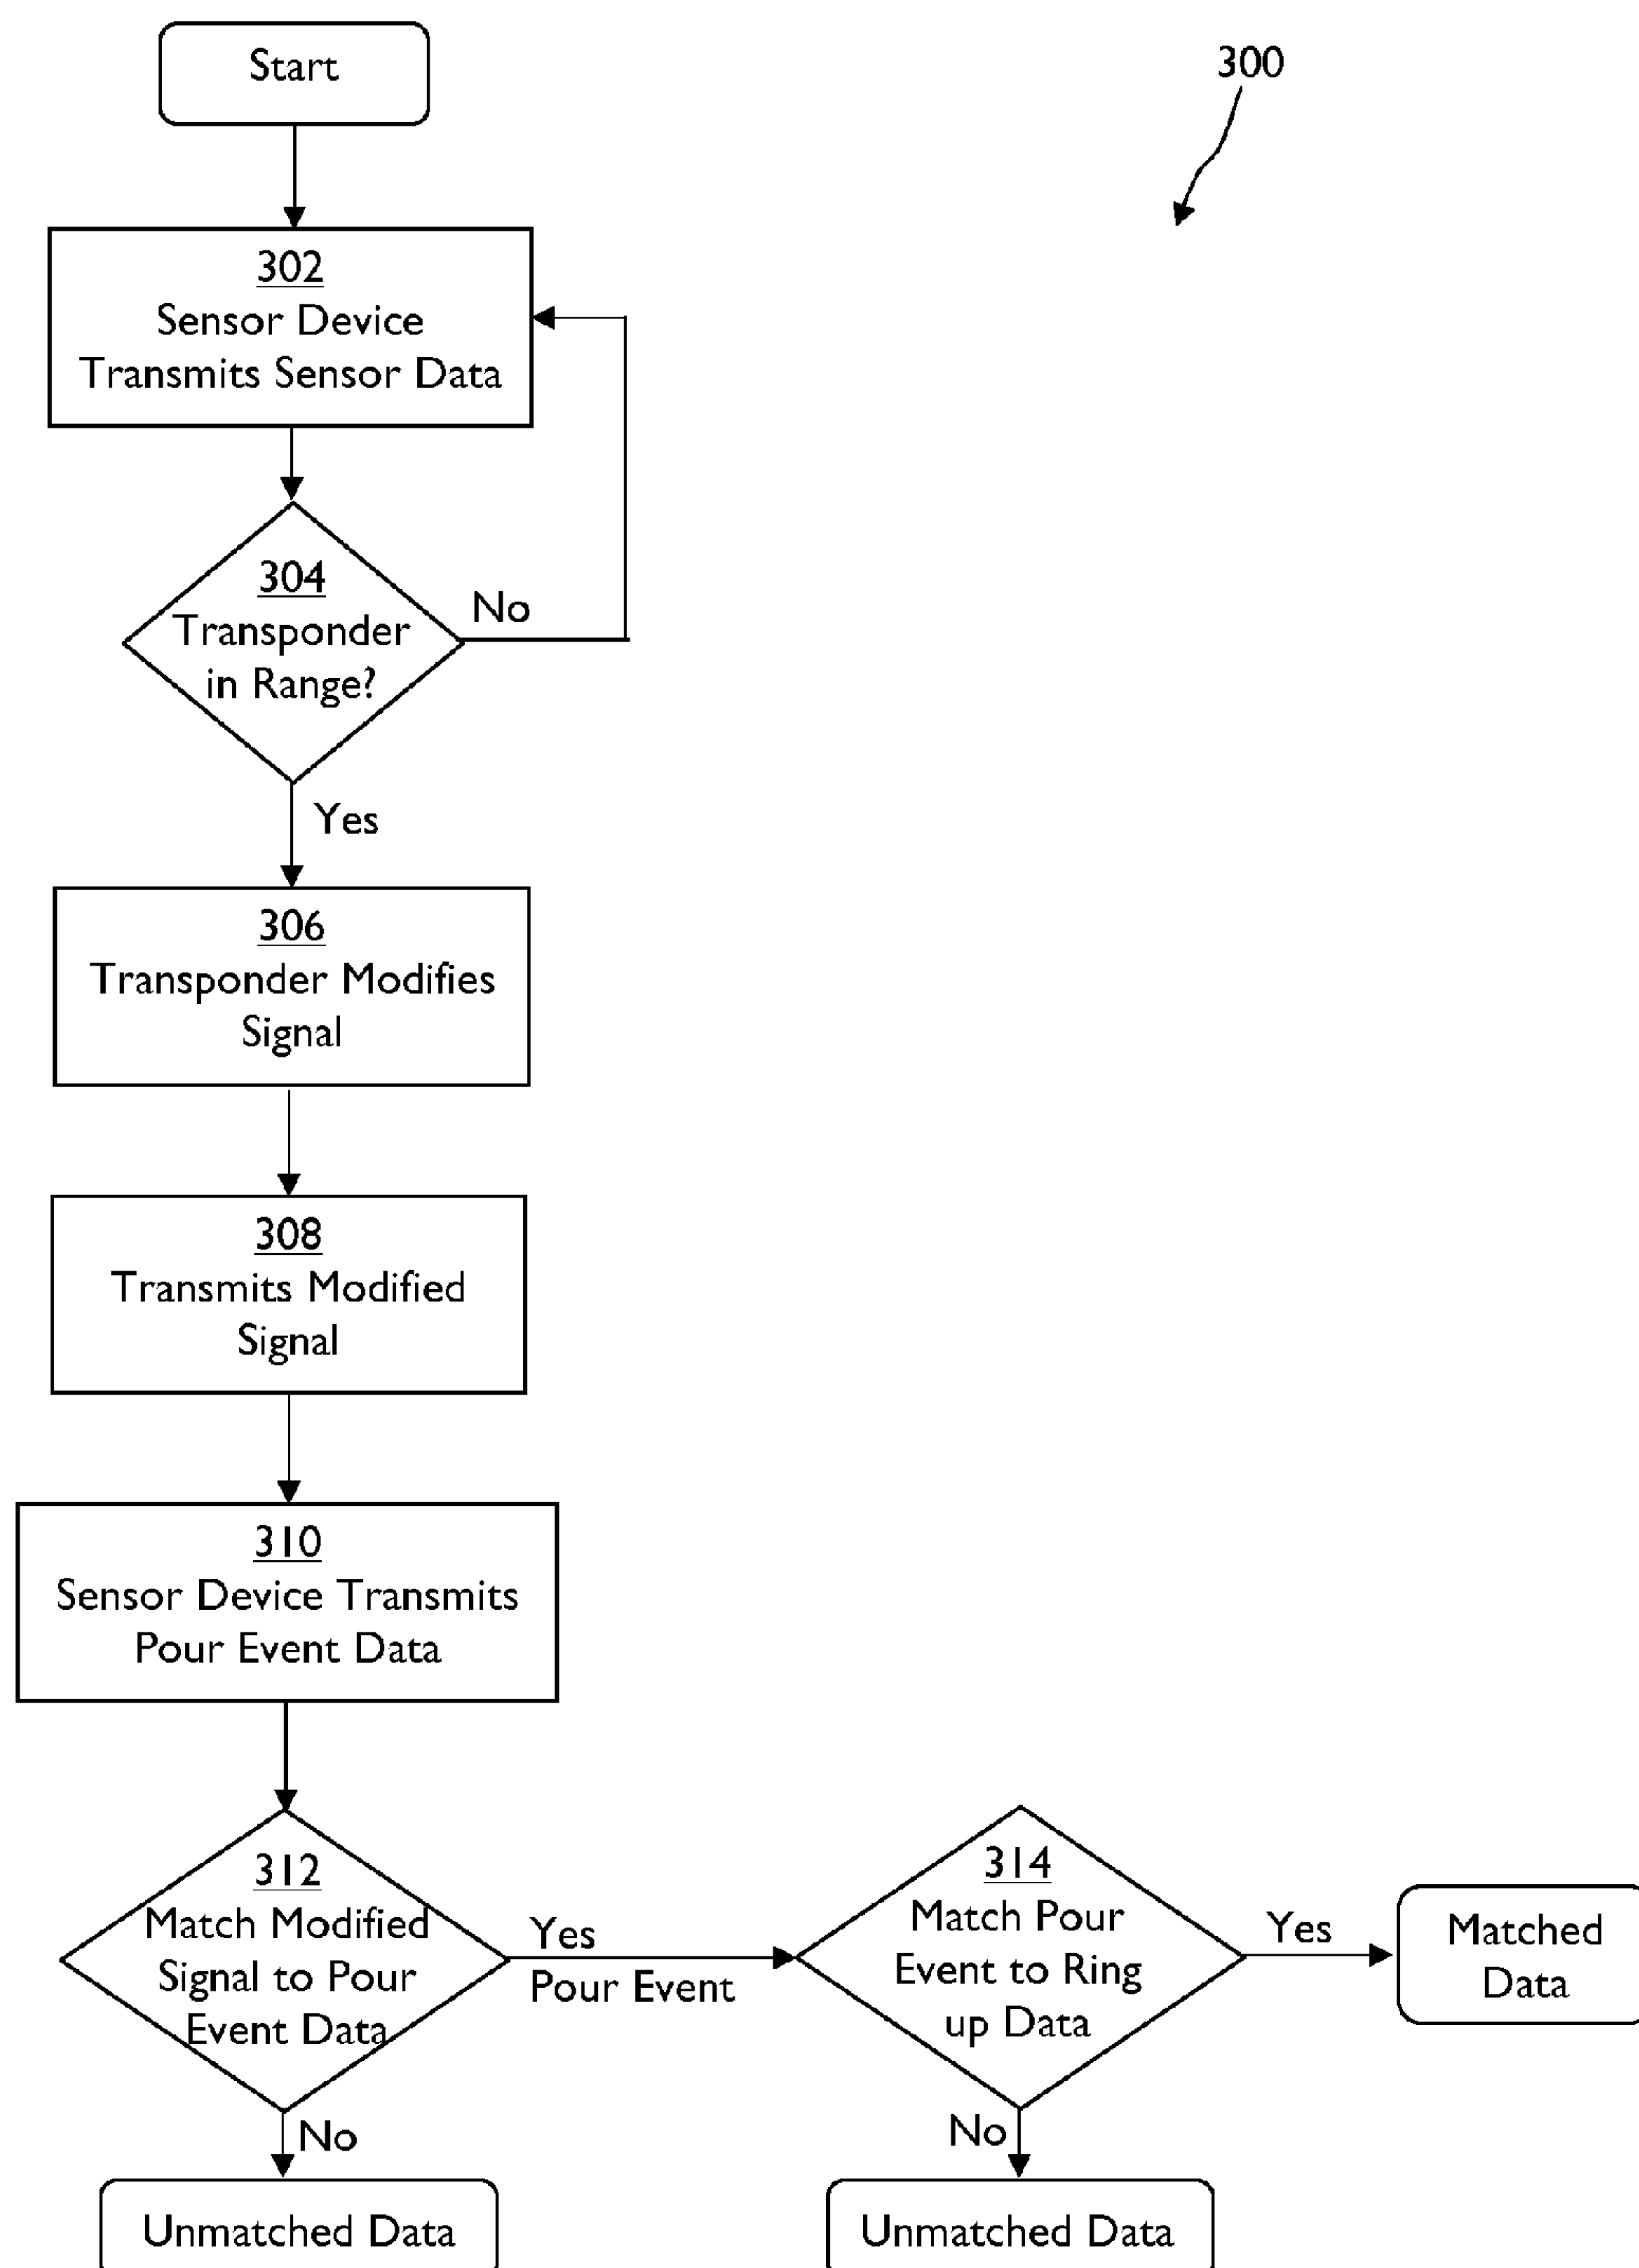 Start
300
302
Sensor Device
Transmits Sensor Data
304
Transponder
in Range?
No
Yes
306
Transponder Modifies
Signal
308
Transmits Modified
Signal
310
Sensor Device Transmits
Pour Event Data
312
Match Modified
Signal to Pour
Event Data
Yes
Pour Event
314
Match Pour
Event to Ring
up Data
Yes
Matched
Data
No
No
Unmatched Data
Unmatched Data